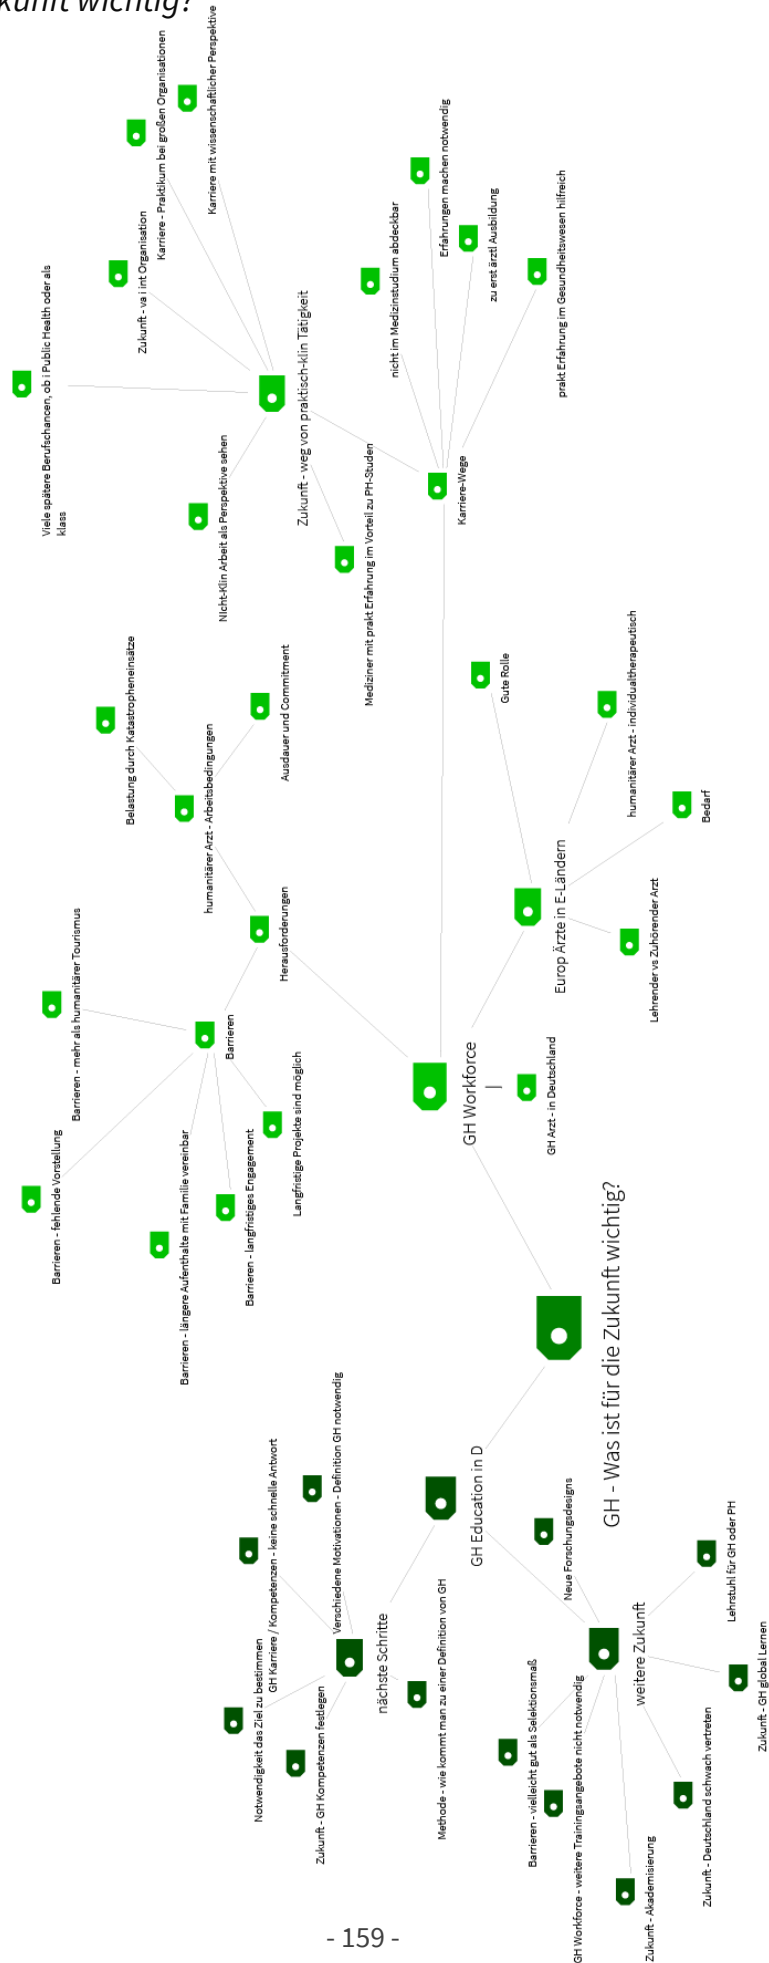 kunft wichtig?
Karriere mit wissenschaftlicher Perspektive
Karriere - Praktikum bei großen Organisationen
Zukunft - va i int Organisation
Viele spätere Berufschancen, ob i Public Health oder als
klass
Zukunft - weg von praktisch-klin Tätigkeit
NIcht-Klin Arbeit als Perspektive sehen
Mediziner mit prakt Erfahrung im Vorteil zu PH-Studen
Erfahrungen machen notwendig
zu erst ärztl Ausbildung
nicht im Medizinstudium abdeckbar
prakt Erfahrung im Gesundheitswesen hilfreich
Karriere-Wege
Belastung durch Katastropheneinsätze
Ausdauer und Commitment
humanitärer Arzt - Arbeitsbedingungen
Herausforderungen
Gute Rolle
humanitärer Arzt - individualtherapeutisch
Bedarf
Europ Ärzte in E-Ländern
Lehrender vs Zuhörender Arzt
Barrieren - mehr als humanitärer Tourismus
Barrieren
Barrieren - fehlende Vorstellung
Barrieren - längere Aufenthalte mit Familie vereinbar
Barrieren - langfristiges Engagement
Langfristige Projekte sind möglich
GH Workforce
GH Arzt - in Deutschland
GH - Was ist für die Zukunft wichtig?
GH Education in D
Verschiedene Motivationen - Definition GH notwendig
GH Karriere / Kompetenzen - keine schnelle Antwort
nächste Schritte
Notwendigkeit das Ziel zu bestimmen
Zukunft - GH Kompetenzen festlegen
Methode - wie kommt man zu einer Definition von GH
Neue Forschungsdesigns
Lehrstuhl für GH oder PH
weitere Zukunft
Zukunft - GH global Lernen
Barrieren - vielleicht gut als Selektionsmaß
GH Workforce - weitere Trainingsangebote nicht notwendig
Zukunft - Deutschland schwach vertreten
Zukunft - Akademisierung
- 159 -